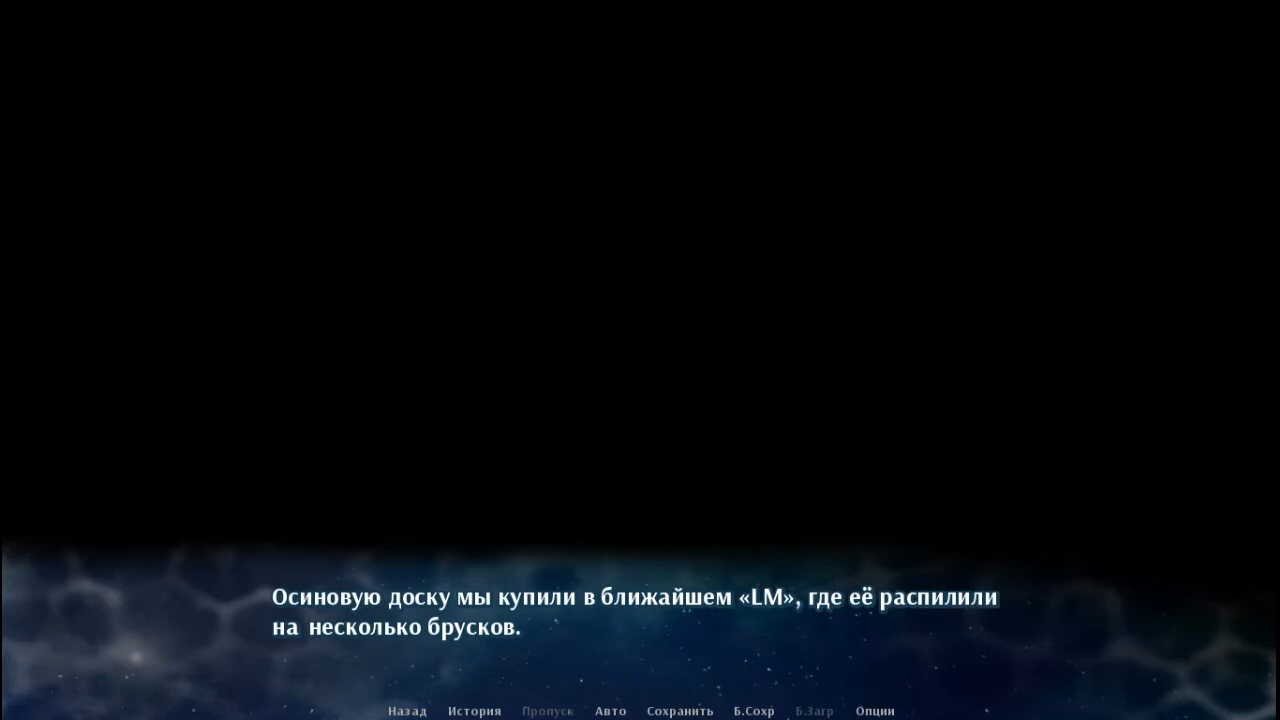 Осиновую доску мы купили в ближайшем «LM», где её распилили
на несколько брусков.
Назад История Пропуск Авто Сохранить Б.Сохр Б.Загр Опции